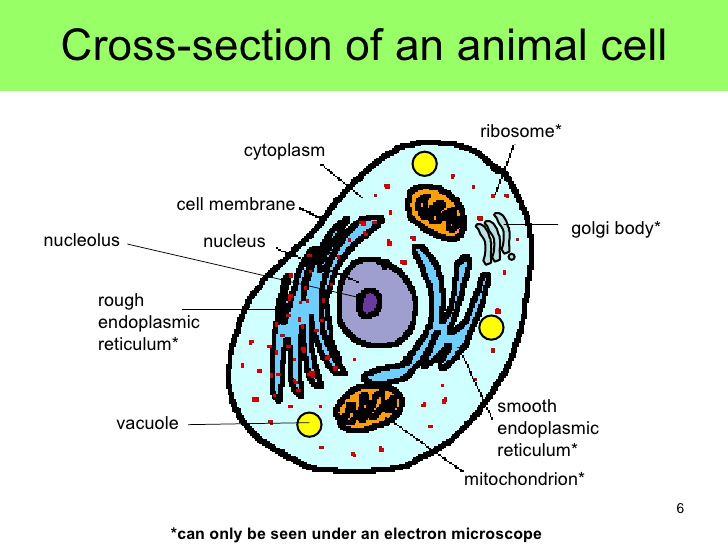 Cross-section of an animal cell
ribosome*
cytoplasm
cell membrane
golgi body*
nucleolus
nucleus
rough
endoplasmic
reticulum*
smooth
endoplasmic
reticulum*
vacuole
mitochondrion*
6
*can only be seen under an electron microscope